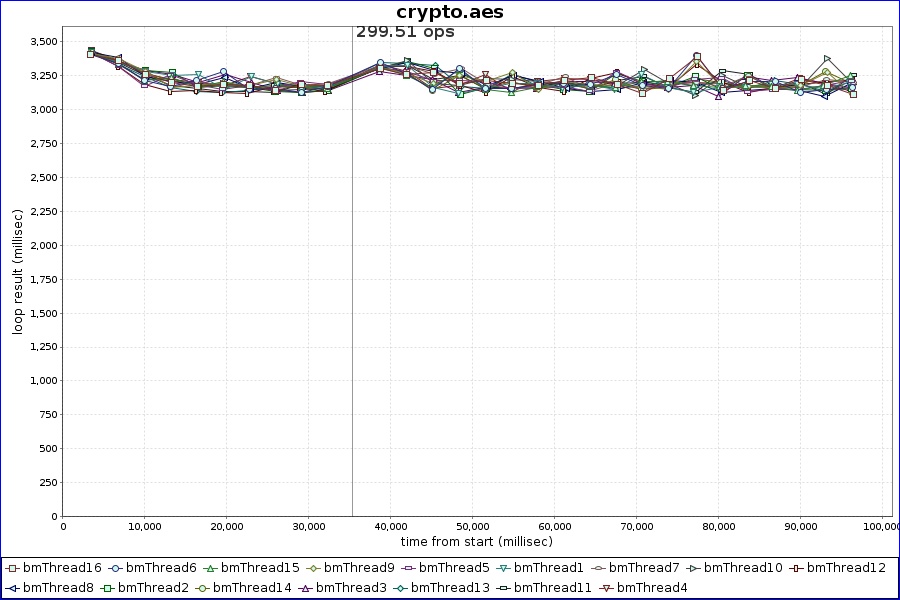 crypto.aes
299.51 ops
3,500
3,250
3,000
2,750
2,500
2,250
2,000
1,750
1,500
1,250
1,000
750
500
250
0
loop result (millisec)
0 10,000 20,000 30,000 40,000 50,000 60,000 70,000 80,000 90,000 100,000
time from start (millisec)
bmThread16 bmThread6 bmThread15 bmThread9 bmThread5 bmThread1 bmThread7 bmThread10 bmThread12
bmThread8 bmThread2 bmThread14 bmThread3 bmThread13 bmThread11 bmThread4